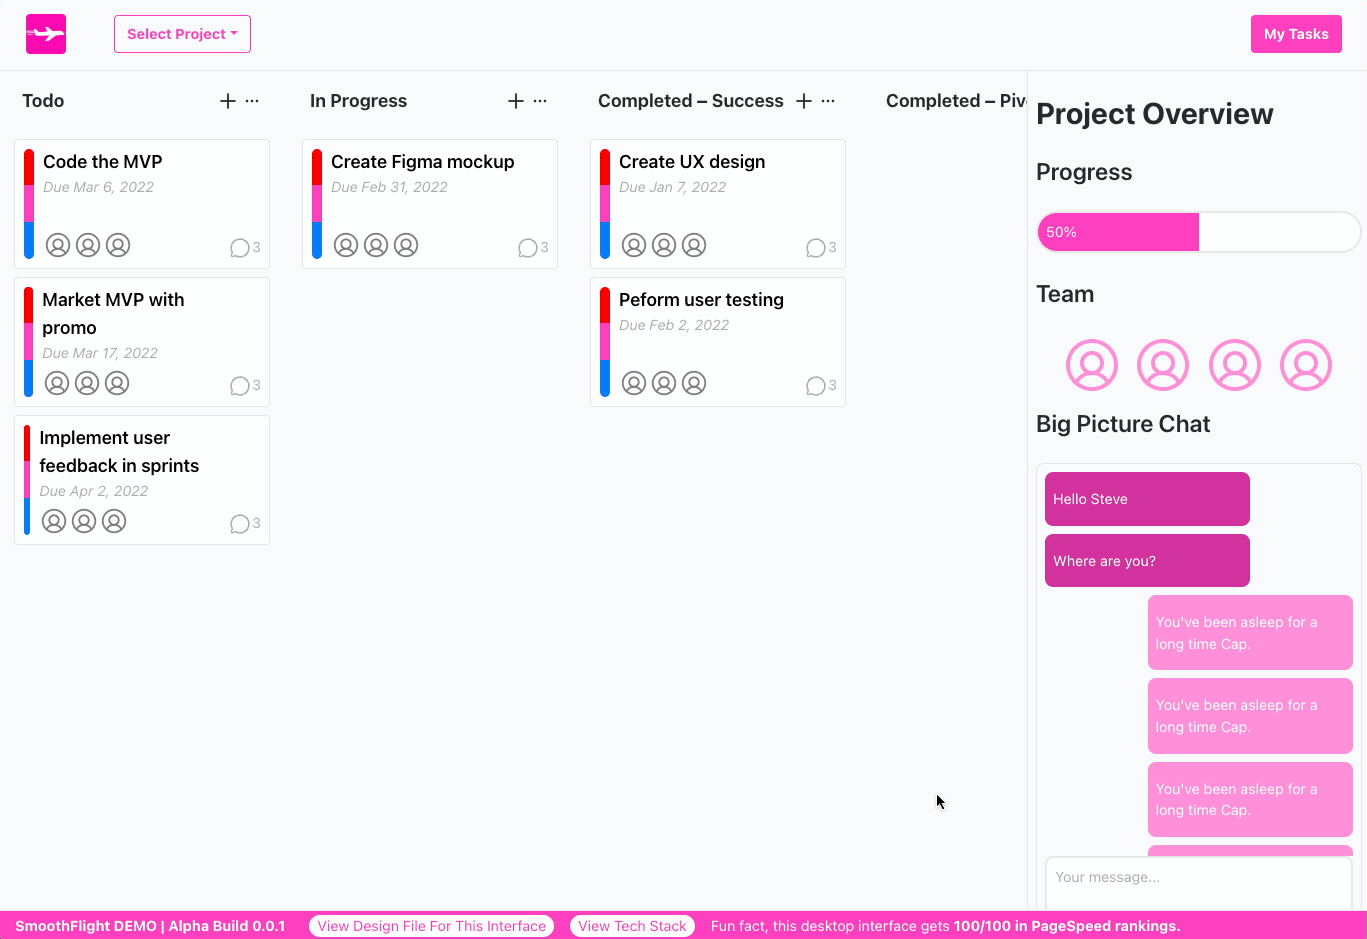 Select Project
My Tasks
Todo
Code the MVP
Due Mar 6, 2022
3
Market MVP with
promo
Due Mar 17, 2022
3
Implement user
feedback in sprints
Due Apr 2, 2022
3
In Progress
Create Figma mockup
Due Feb 31, 2022
3
Completed – Success
Create UX design
Due Jan 7, 2022
3
Peform user testing
Due Feb 2, 2022
3
Completed – Piv
Project Overview
Progress
50%
Team
Big Picture Chat
Hello Steve
Where are you?
You've been asleep for a
long time Cap.
You've been asleep for a
long time Cap.
You've been asleep for a
long time Cap.
Your message...
SmoothFlight DEMO | Alpha Build 0.0.1
View Design File For This Interface
View Tech Stack
Fun fact, this desktop interface gets 100/100 in PageSpeed rankings.